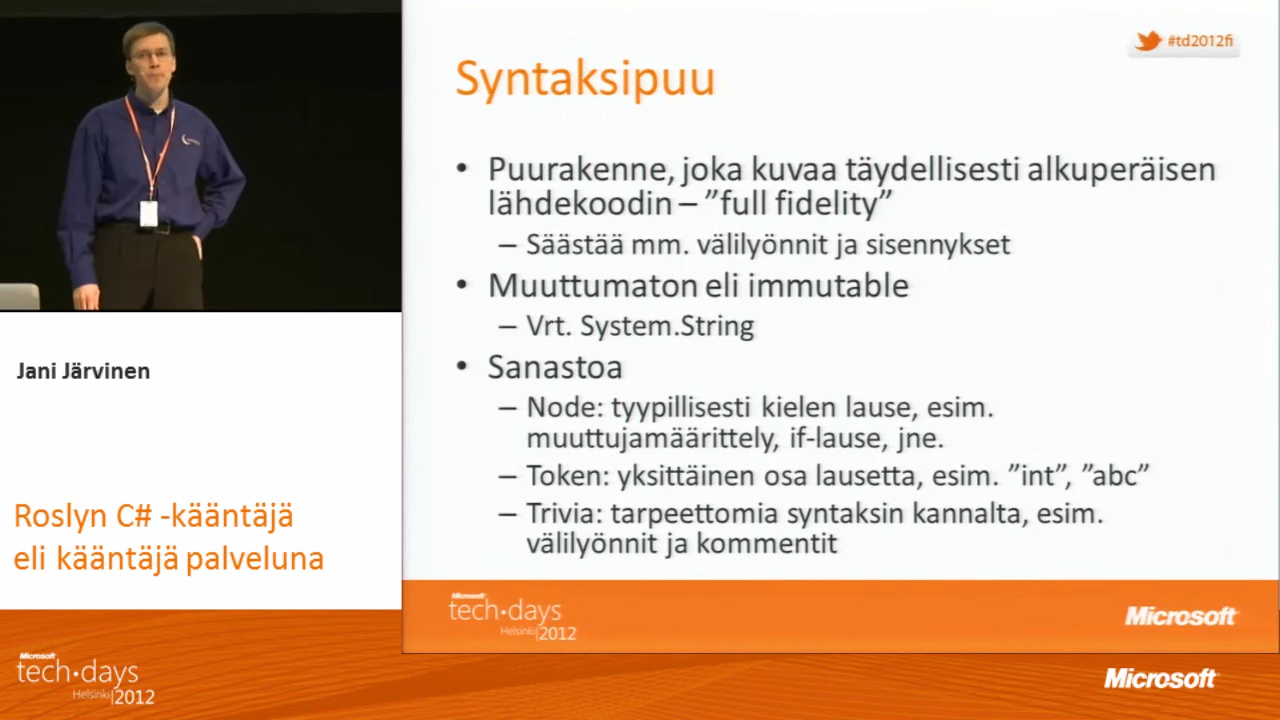 #td2012fi
Syntaksipuu
• Puurakenne, joka kuvaa täydellisesti alkuperäisen
lähdekoodin – ”full fidelity”
– Säästää mm. välilyönnit ja sisennykset
• Muuttumaton eli immutable
– Vrt. System.String
• Sanastoa
– Node: tyypillisesti kielen lause, esim.
muuttujamäärittely, if-lause, jne.
– Token: yksittäinen osa lausetta, esim. ”int”, ”abc”
– Trivia: tarpeettomia syntaksin kannalta, esim.
välilyönnit ja kommentit
Microsoft
tech·days
Helsinki|2012
Microsoft
Jani Järvinen
Roslyn C# -kääntäjä
eli kääntäjä palveluna
Microsoft
tech·days
Helsinki|2012
Microsoft